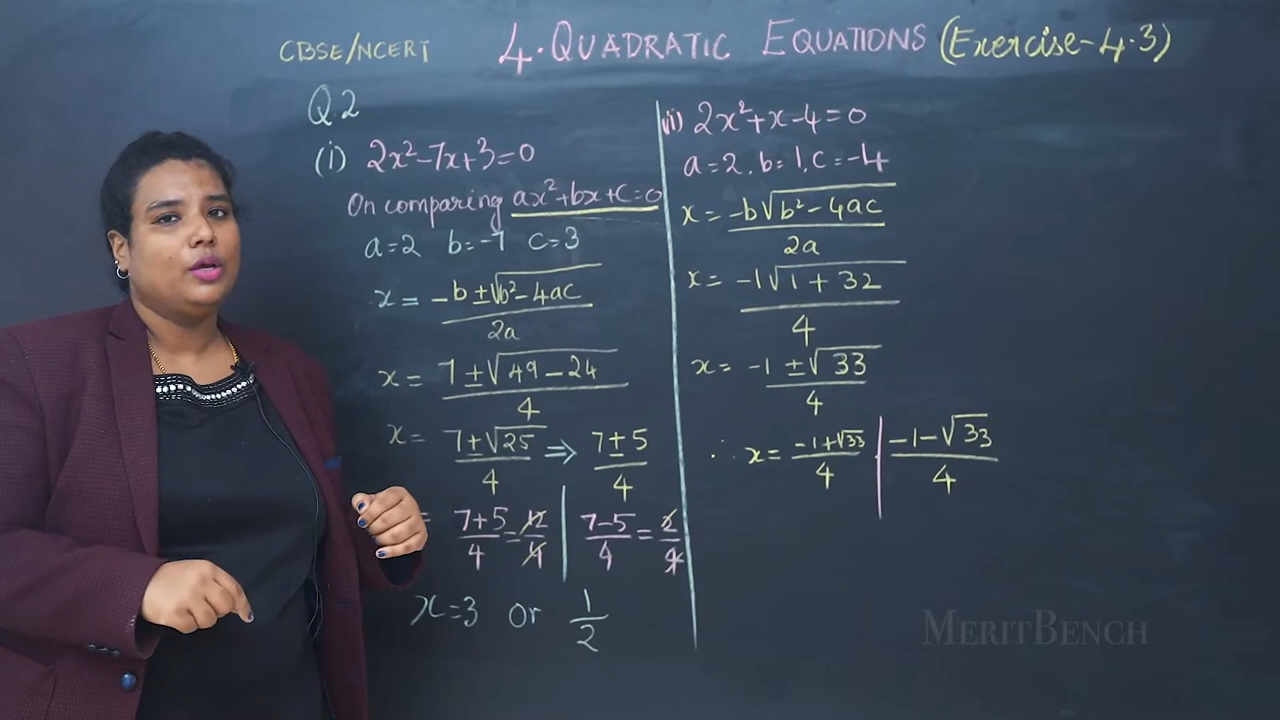 CBSE/NCERT 4. QUADRATIC EQUATIONS (Exercise-4.3)
Q.2
(i) 2x²-7x+3=0
On comparing ax²+bx+c=0
a=2 b=-7 c=3
x = -b ±√b²-4ac / 2a
x = 7 ±√49-24 / 4
x = 7±√25 / 4 ⇒ 7±5 / 4
= 7+5 / 4 = 12 / 4 | 7-5 / 4 = 2 / 4
x=3 or 1 / 2
ii) 2x²+x-4=0
a=2, b=1, c=-4
x = -b√b²-4ac / 2a
x = -1√1+32 / 4
x = -1 ±√33 / 4
∴ x = -1+√33 / 4 | -1-√33 / 4
MERITBENCH